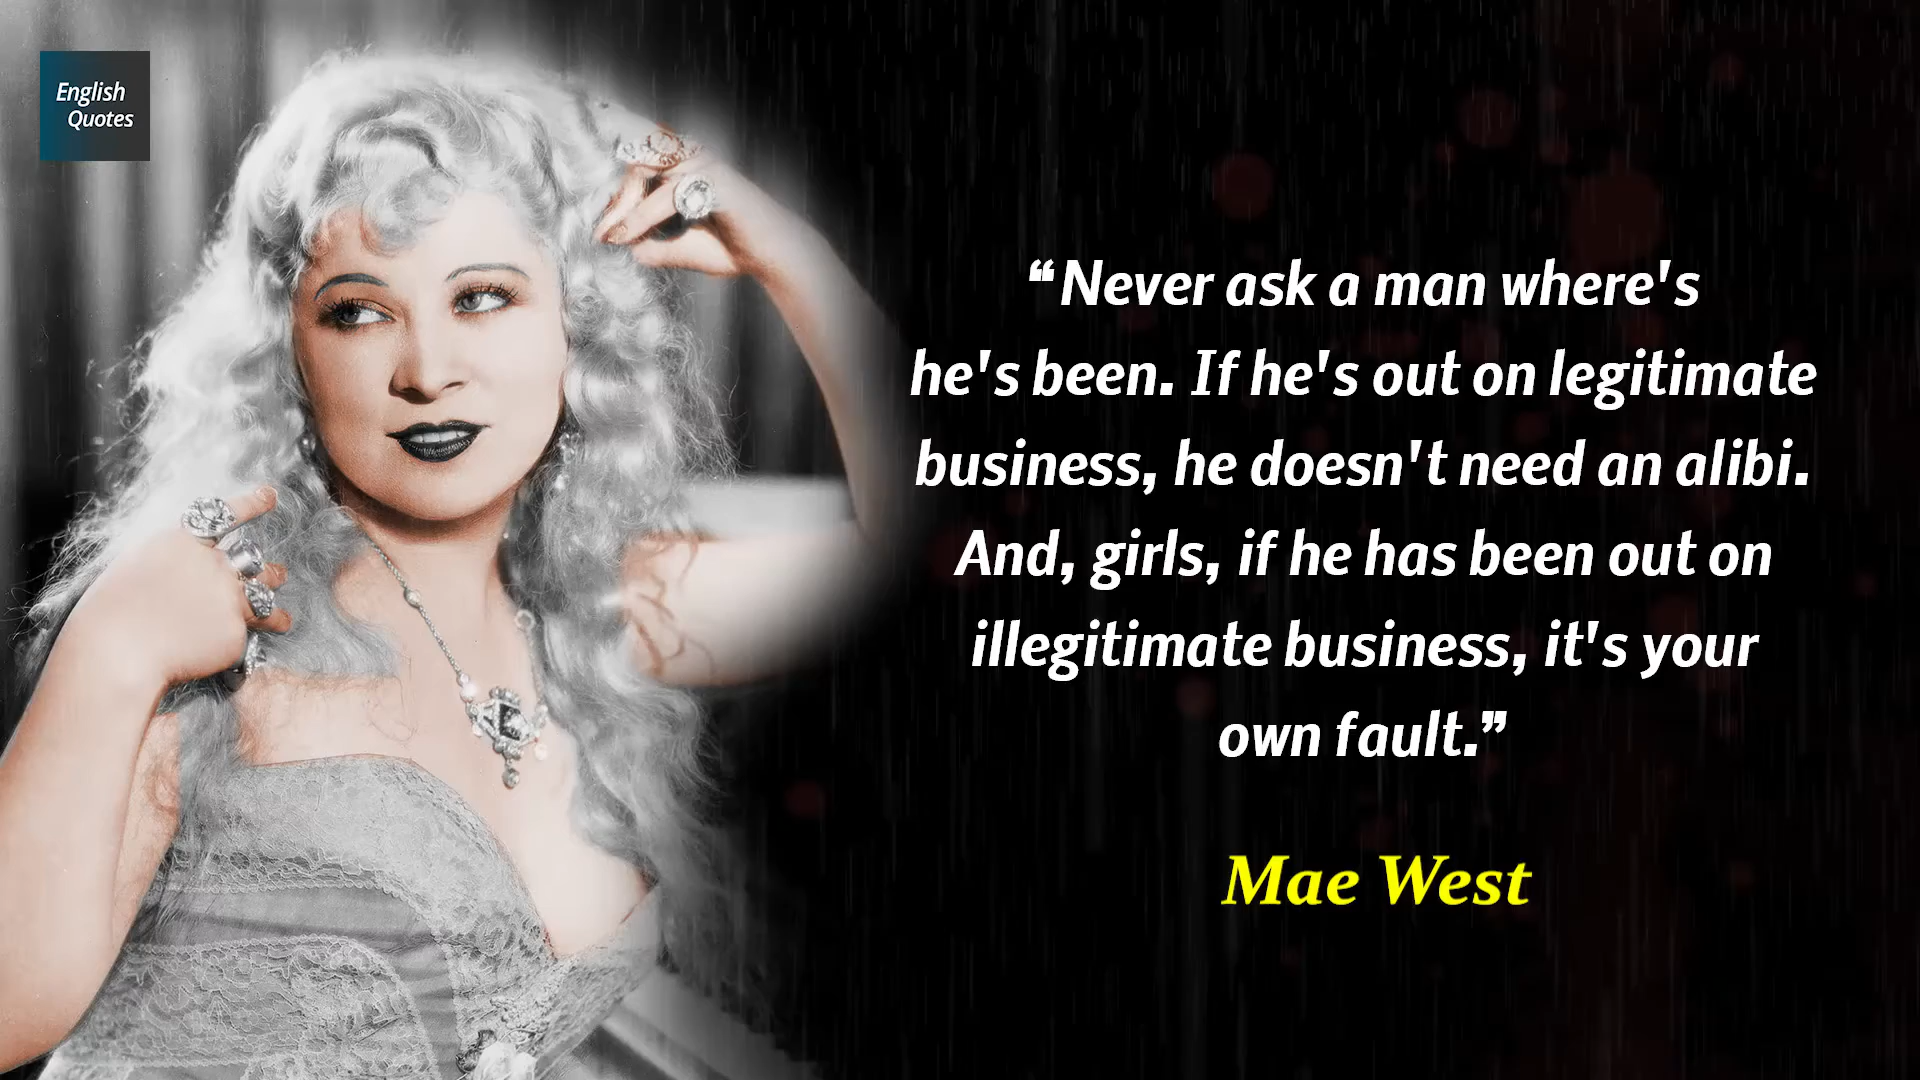 English
Quotes
❝Never ask a man where's
he's been. If he's out on legitimate
business, he doesn't need an alibi.
And, girls, if he has been out on
illegitimate business, it's your
own fault.❞
Mae West